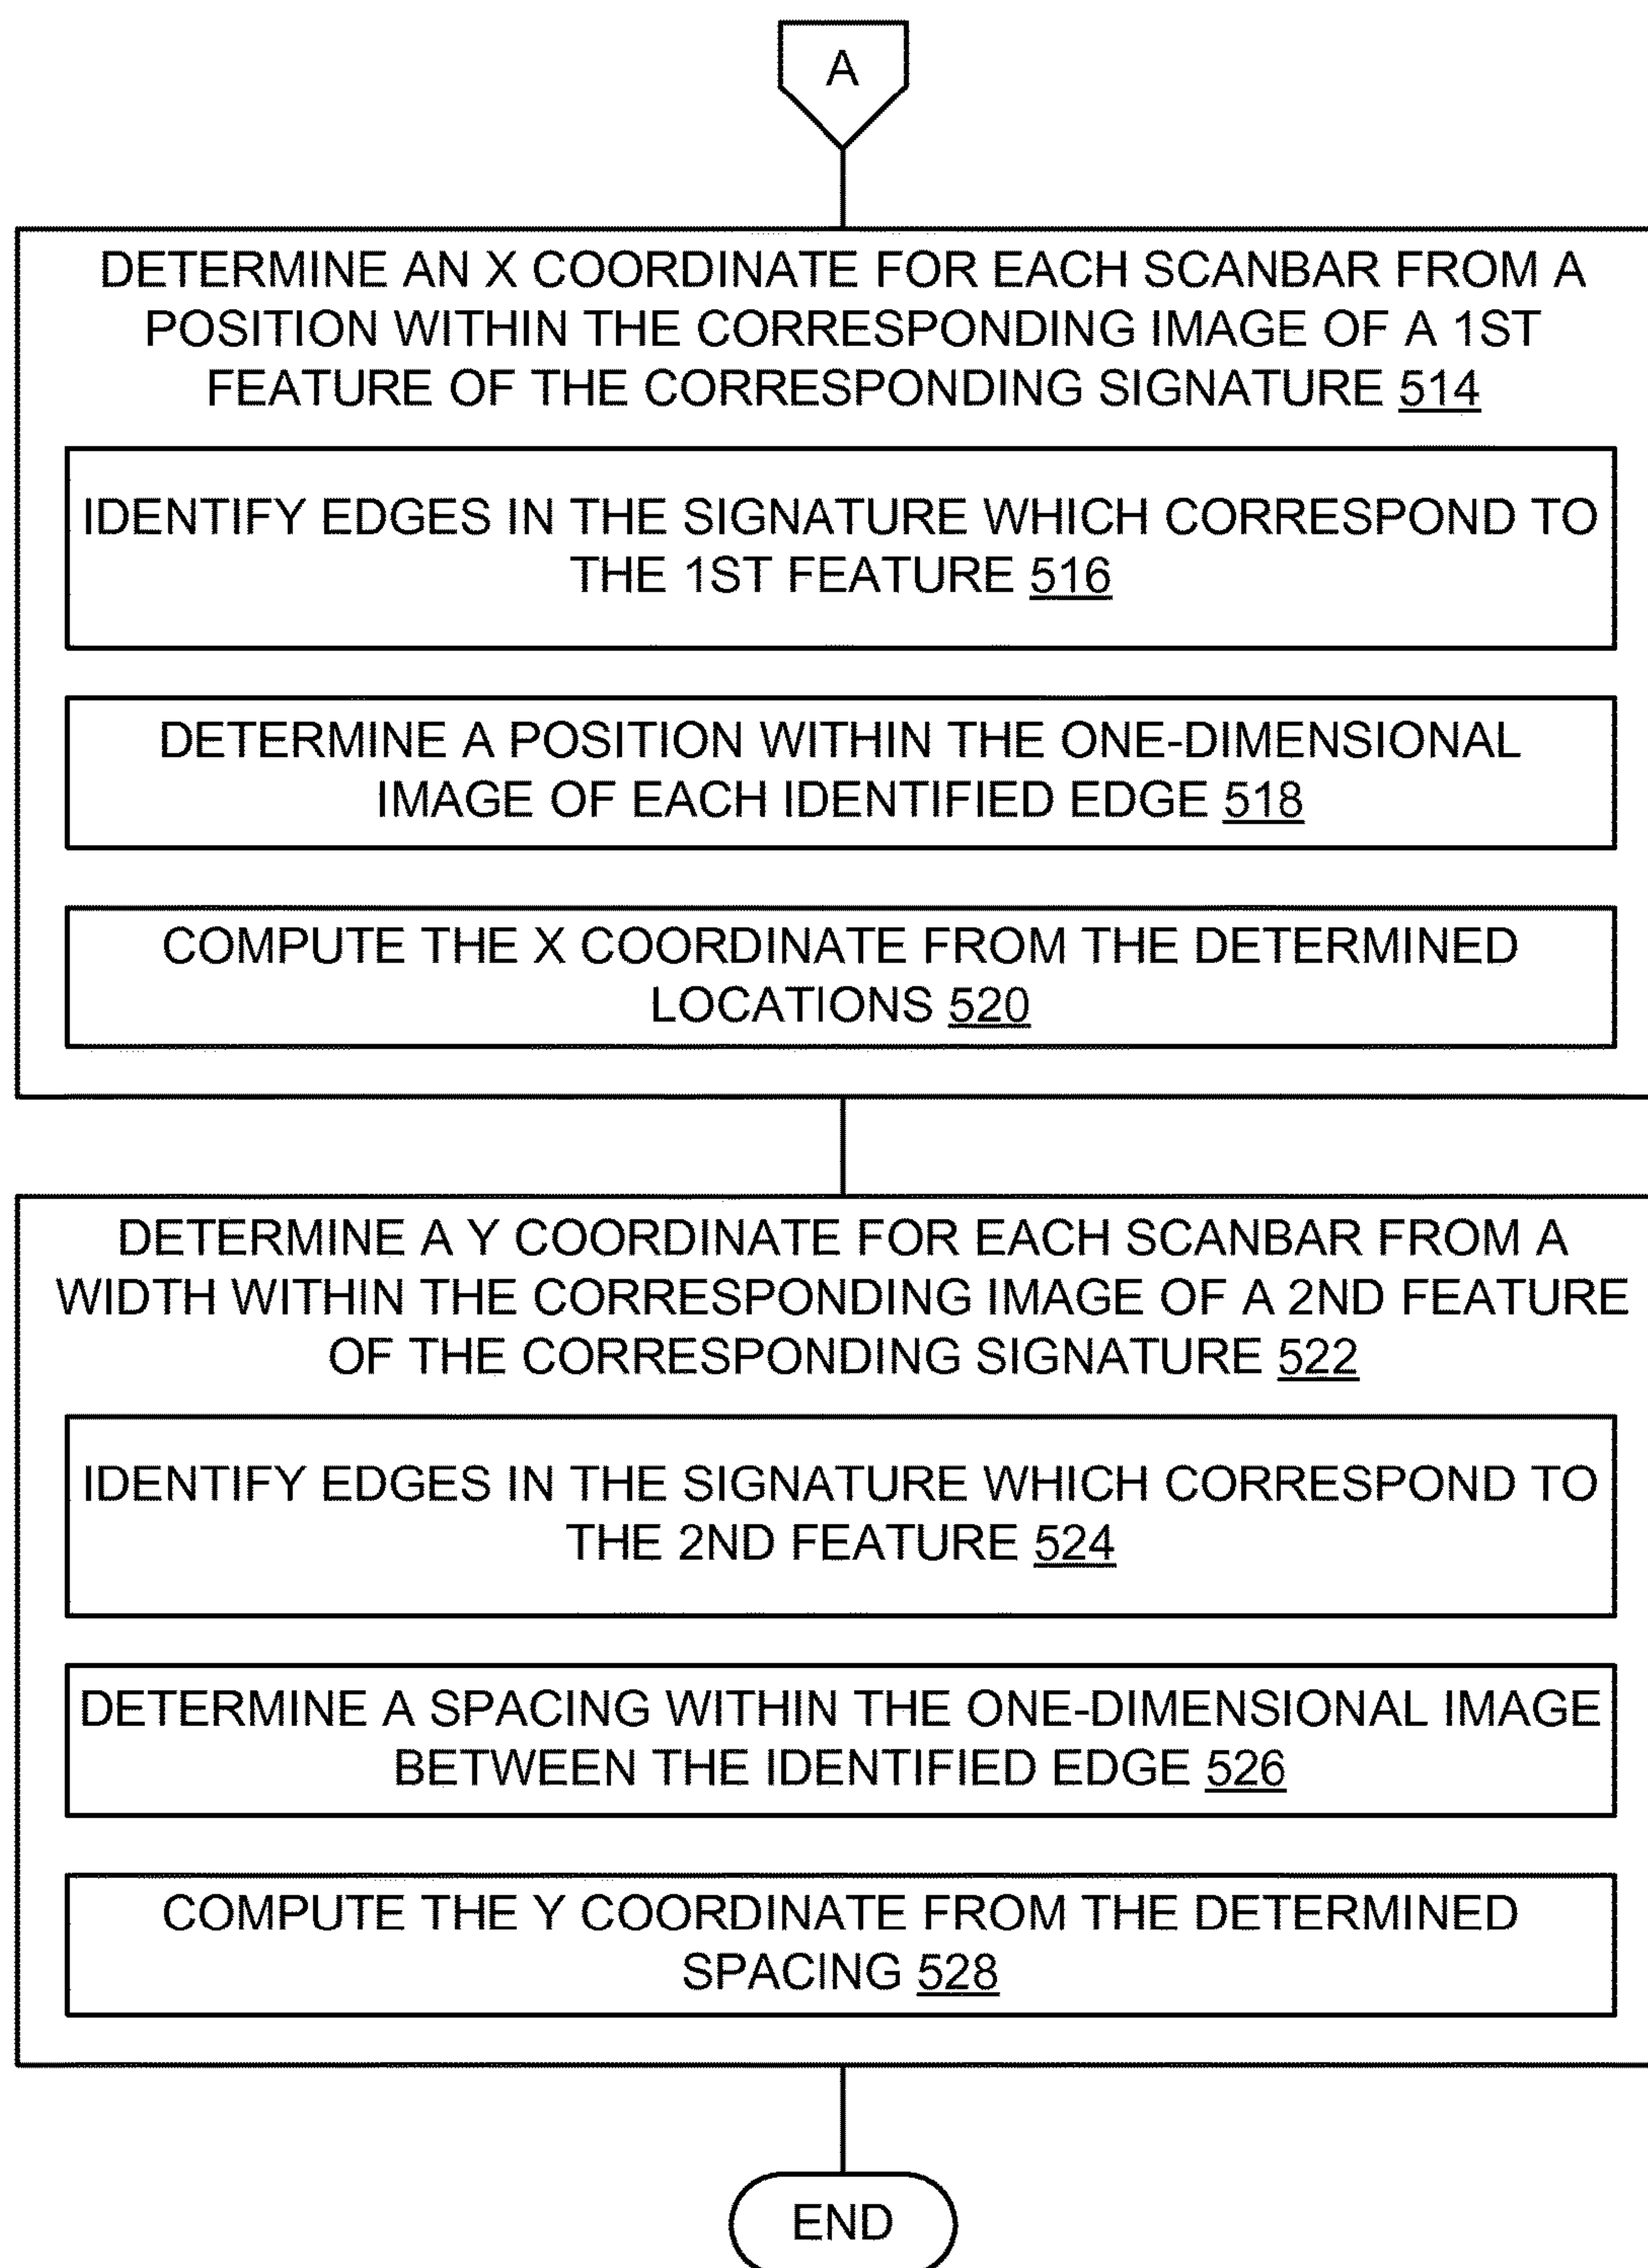 A
DETERMINE AN X COORDINATE FOR EACH SCANBAR FROM A
POSITION WITHIN THE CORRESPONDING IMAGE OF A 1ST
FEATURE OF THE CORRESPONDING SIGNATURE 514
IDENTIFY EDGES IN THE SIGNATURE WHICH CORRESPOND TO
THE 1ST FEATURE 516
DETERMINE A POSITION WITHIN THE ONE-DIMENSIONAL
IMAGE OF EACH IDENTIFIED EDGE 518
COMPUTE THE X COORDINATE FROM THE DETERMINED
LOCATIONS 520
DETERMINE A Y COORDINATE FOR EACH SCANBAR FROM A
WIDTH WITHIN THE CORRESPONDING IMAGE OF A 2ND FEATURE
OF THE CORRESPONDING SIGNATURE 522
IDENTIFY EDGES IN THE SIGNATURE WHICH CORRESPOND TO
THE 2ND FEATURE 524
DETERMINE A SPACING WITHIN THE ONE-DIMENSIONAL IMAGE
BETWEEN THE IDENTIFIED EDGE 526
COMPUTE THE Y COORDINATE FROM THE DETERMINED
SPACING 528
END